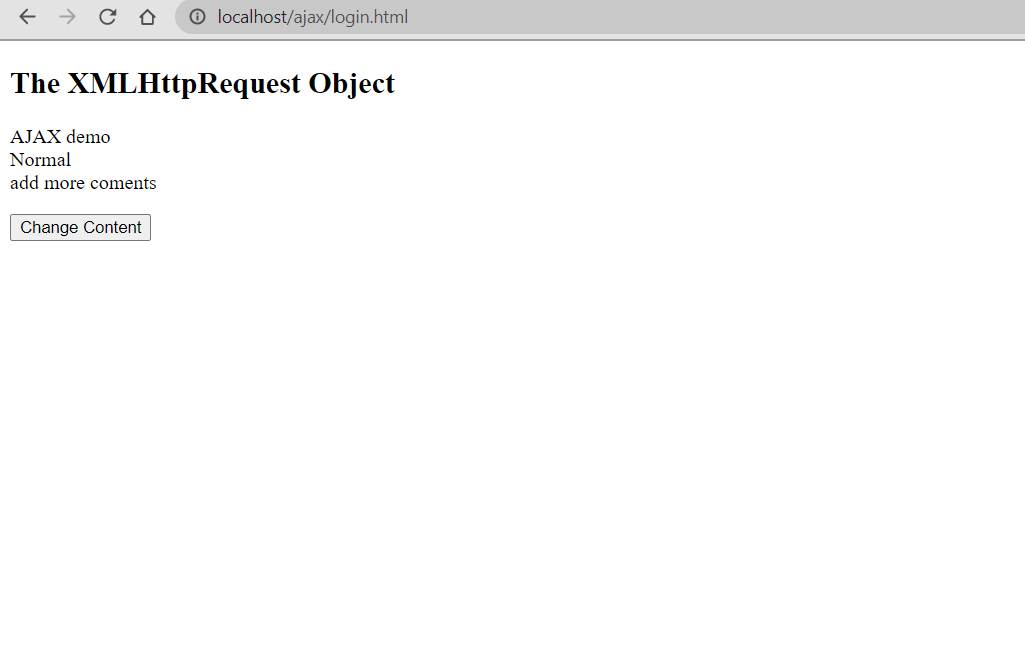 localhost/ajax/login.html
The XMLHttpRequest Object
AJAX demo
Normal
add more coments
Change Content